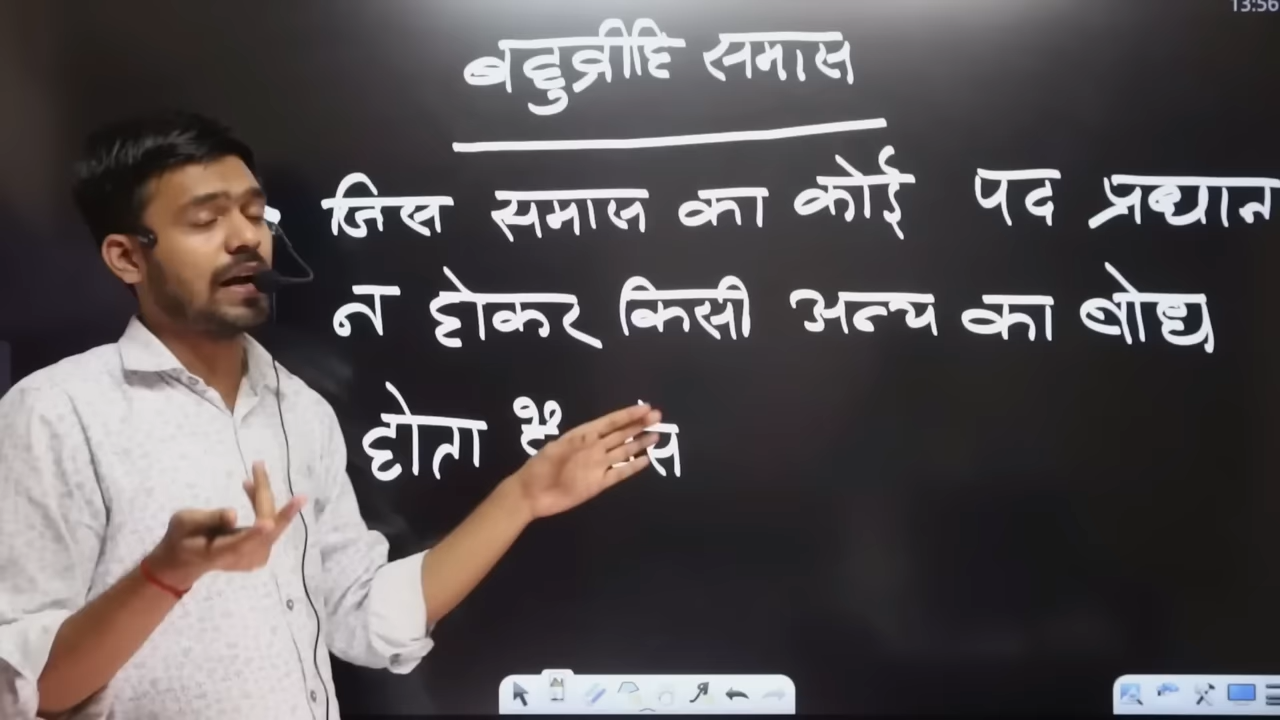 13:56
बहुव्रीहि समास
जिस समास का कोई पद प्रधान
न होकर किसी अन्य का बोध
होता है